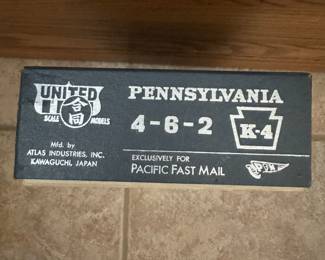 UNITED
合同
SCALE MODELS
Mfd. by
ATLAS INDUSTRIES, INC.
KAWAGUCHI, JAPAN
PENNSYLVANIA
4-6-2
K-4
EXCLUSIVELY FOR
PACIFIC FAST MAIL